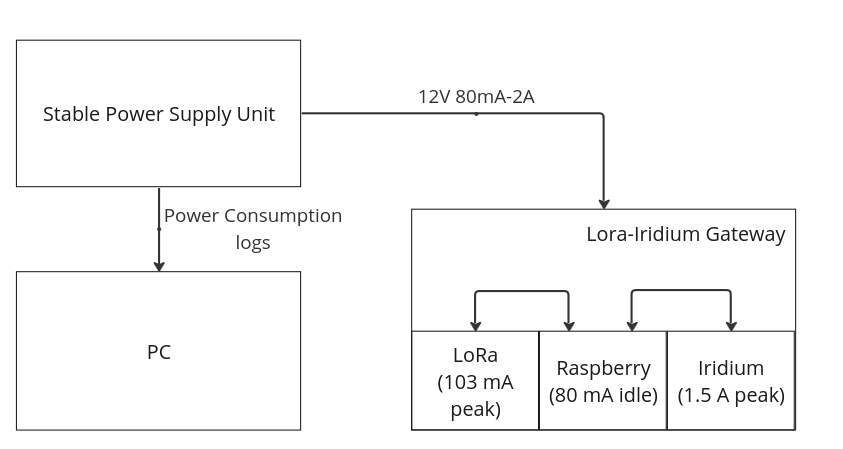 12V 80mA-2A
Stable Power Supply Unit
Power Consumption
logs
Lora-Iridium Gateway
PC
LoRa
(103 mA
peak)
Raspberry
(80 mA idle)
Iridium
(1.5 A peak)